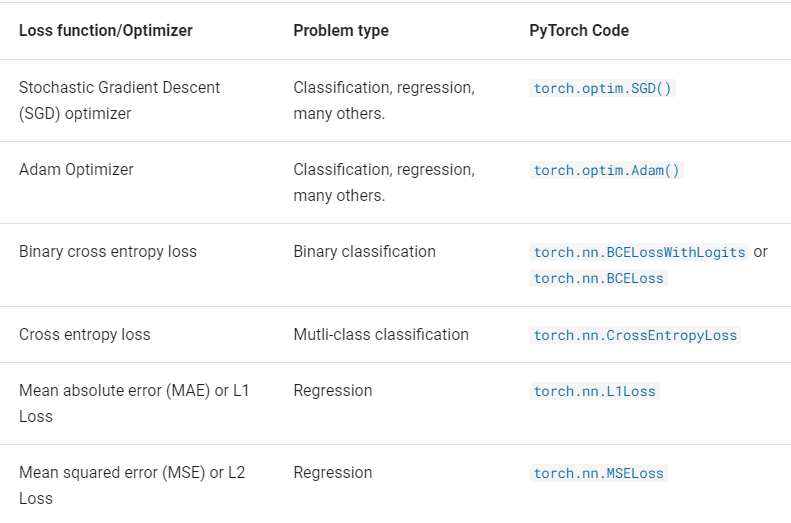 Loss function/Optimizer Problem type PyTorch Code
Stochastic Gradient Descent Classification, regression, torch.optim.SGD()
(SGD) optimizer many others.
Adam Optimizer Classification, regression, torch.optim.Adam()
many others.
Binary cross entropy loss Binary classification torch.nn.BCELossWithLogits or
torch.nn.BCELoss
Cross entropy loss Mutli-class classification torch.nn.CrossEntropyLoss
Mean absolute error (MAE) or L1 Regression torch.nn.L1Loss
Loss
Mean squared error (MSE) or L2 Regression torch.nn.MSELoss
Loss